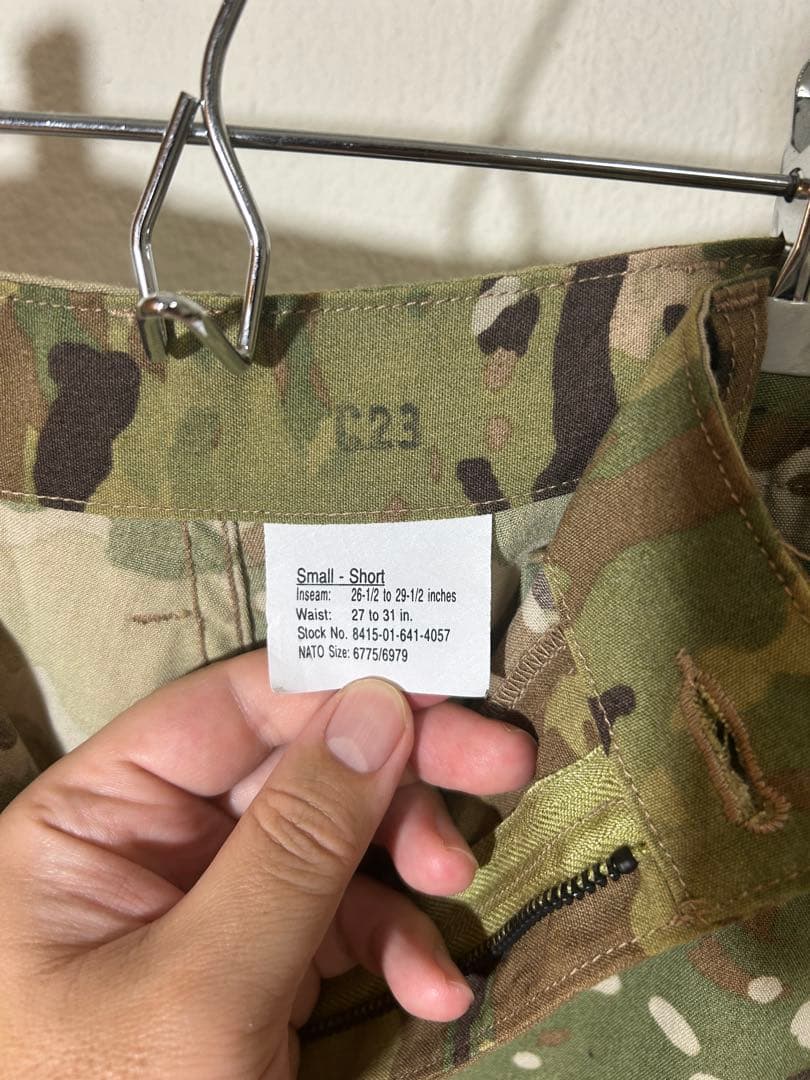 C23
Small - Short
Inseam: 26-1/2 to 29-1/2 inches
Waist: 27 to 31 in.
Stock No. 8415-01-641-4057
NATO Size: 6775/6979